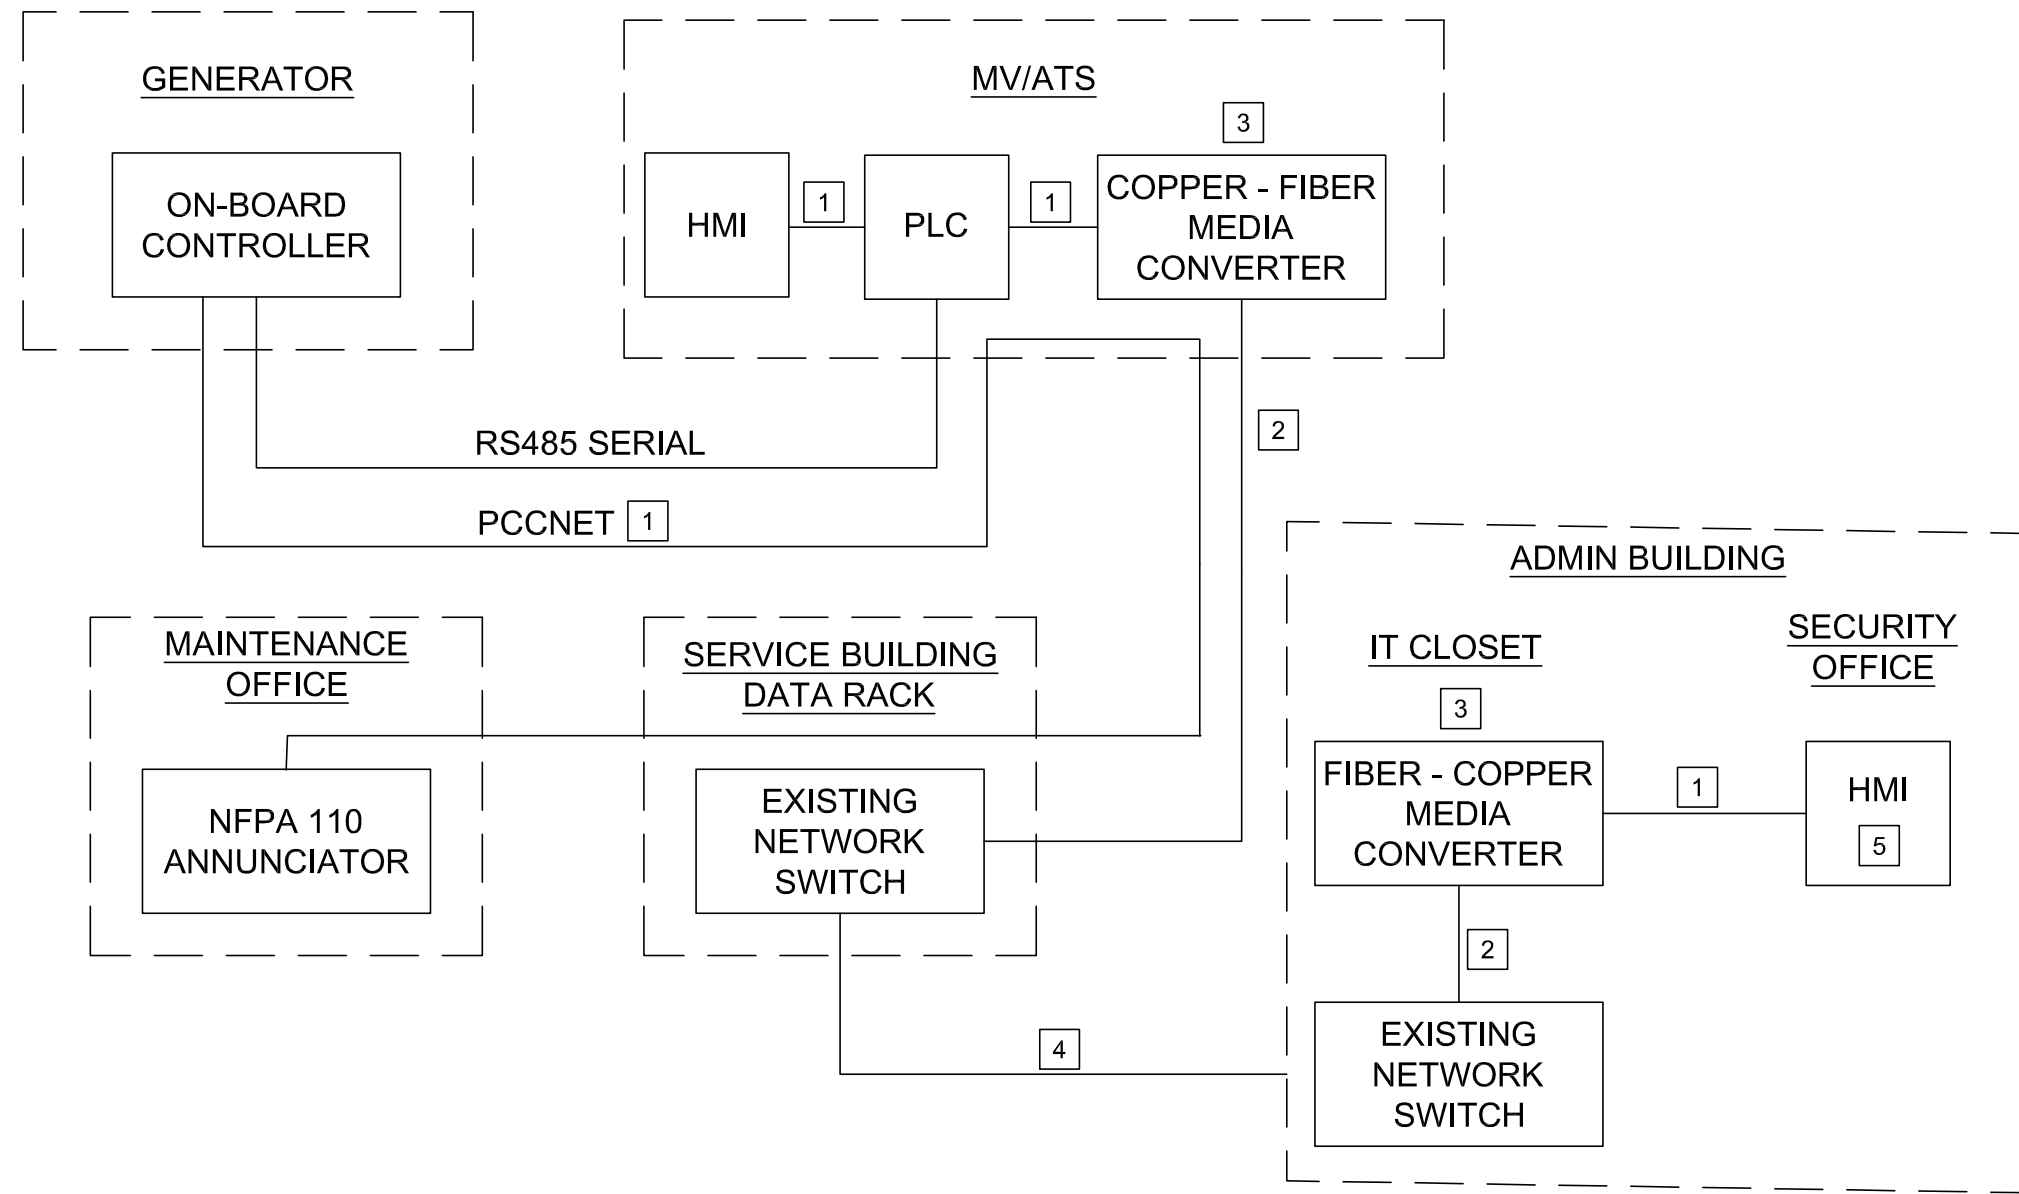 GENERATOR
ON-BOARD
CONTROLLER
MV/ATS
3
HMI
1
PLC
1
COPPER - FIBER
MEDIA
CONVERTER
2
RS485 SERIAL
PCCNET 1
MAINTENANCE
OFFICE
NFPA 110
ANNUNCIATOR
SERVICE BUILDING
DATA RACK
EXISTING
NETWORK
SWITCH
4
ADMIN BUILDING
IT CLOSET
3
FIBER - COPPER
MEDIA
CONVERTER
1
SECURITY
OFFICE
HMI
5
2
EXISTING
NETWORK
SWITCH